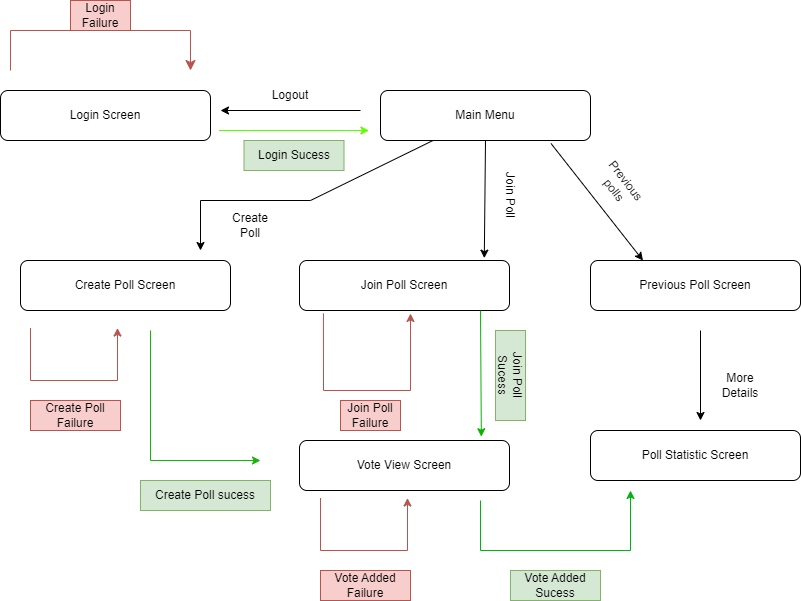 Login
Failure
Logout
Login Screen
Main Menu
Login Sucess
Previous
polls
Join Poll
Create
Poll
Create Poll Screen
Join Poll Screen
Previous Poll Screen
Join Poll
Sucess
More
Details
Create Poll
Failure
Join Poll
Failure
Vote View Screen
Poll Statistic Screen
Create Poll sucess
Vote Added
Failure
Vote Added
Sucess